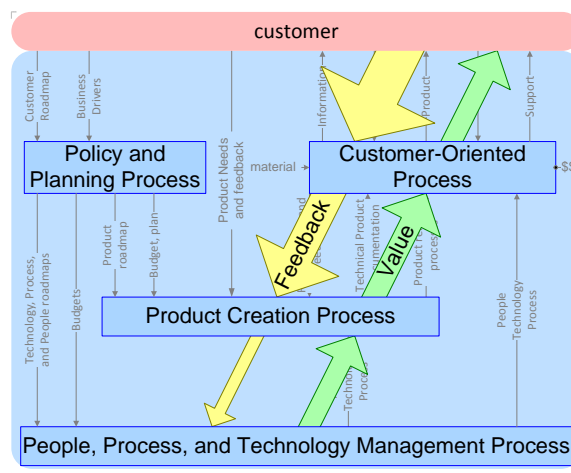 customer
Customer
Roadmap
Business
Drivers
Product Needs
and feedback
Information
Product
Support
Policy and
Planning Process
material
Customer-Oriented
Process
Technology, Process,
and People roadmaps
Budgets
Product
roadmap
Budget, plan
Feedback
Technical Product
Value
People
Technology
Process
Product Creation Process
People, Process, and Technology Management Process